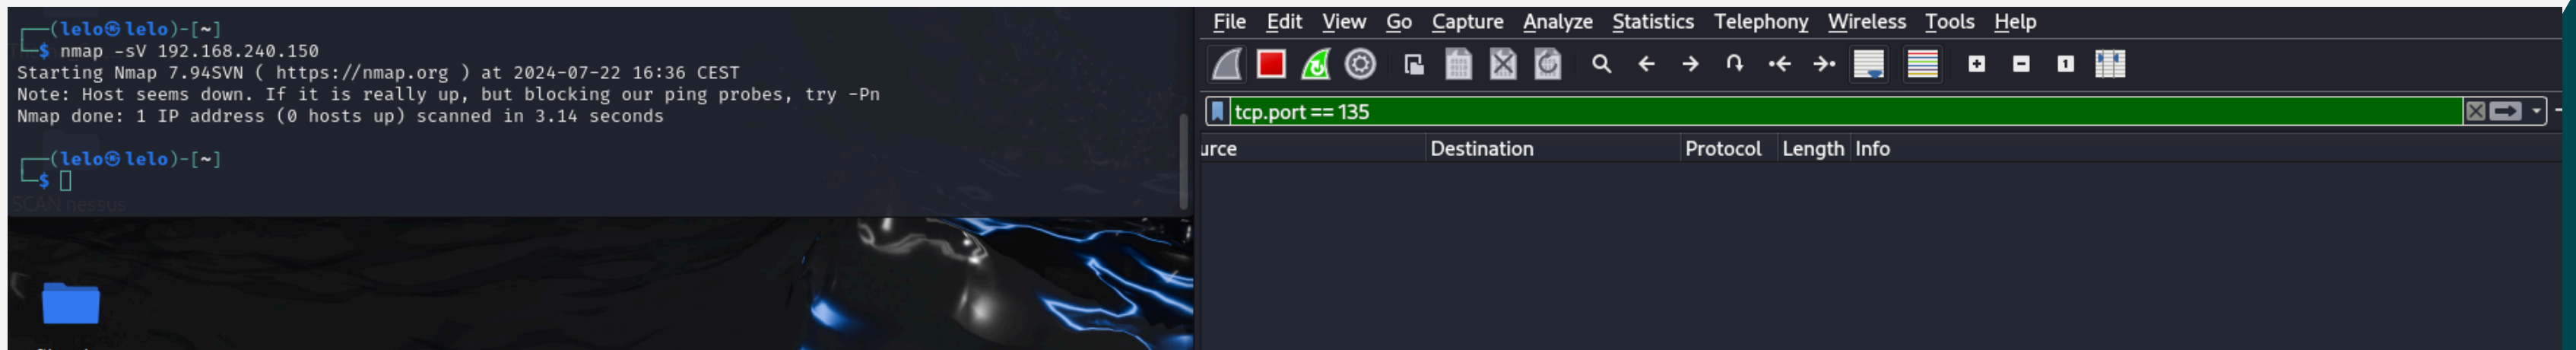 (lelo㉿lelo)-[~]
$ nmap -sV 192.168.240.150
Starting Nmap 7.94SVN ( https://nmap.org ) at 2024-07-22 16:36 CEST
Note: Host seems down. If it is really up, but blocking our ping probes, try -Pn
Nmap done: 1 IP address (0 hosts up) scanned in 3.14 seconds
(lelo㉿lelo)-[~]
$
SCAN nessus
File Edit View Go Capture Analyze Statistics Telephony Wireless Tools Help
1
tcp.port == 135
urce Destination Protocol Length Info